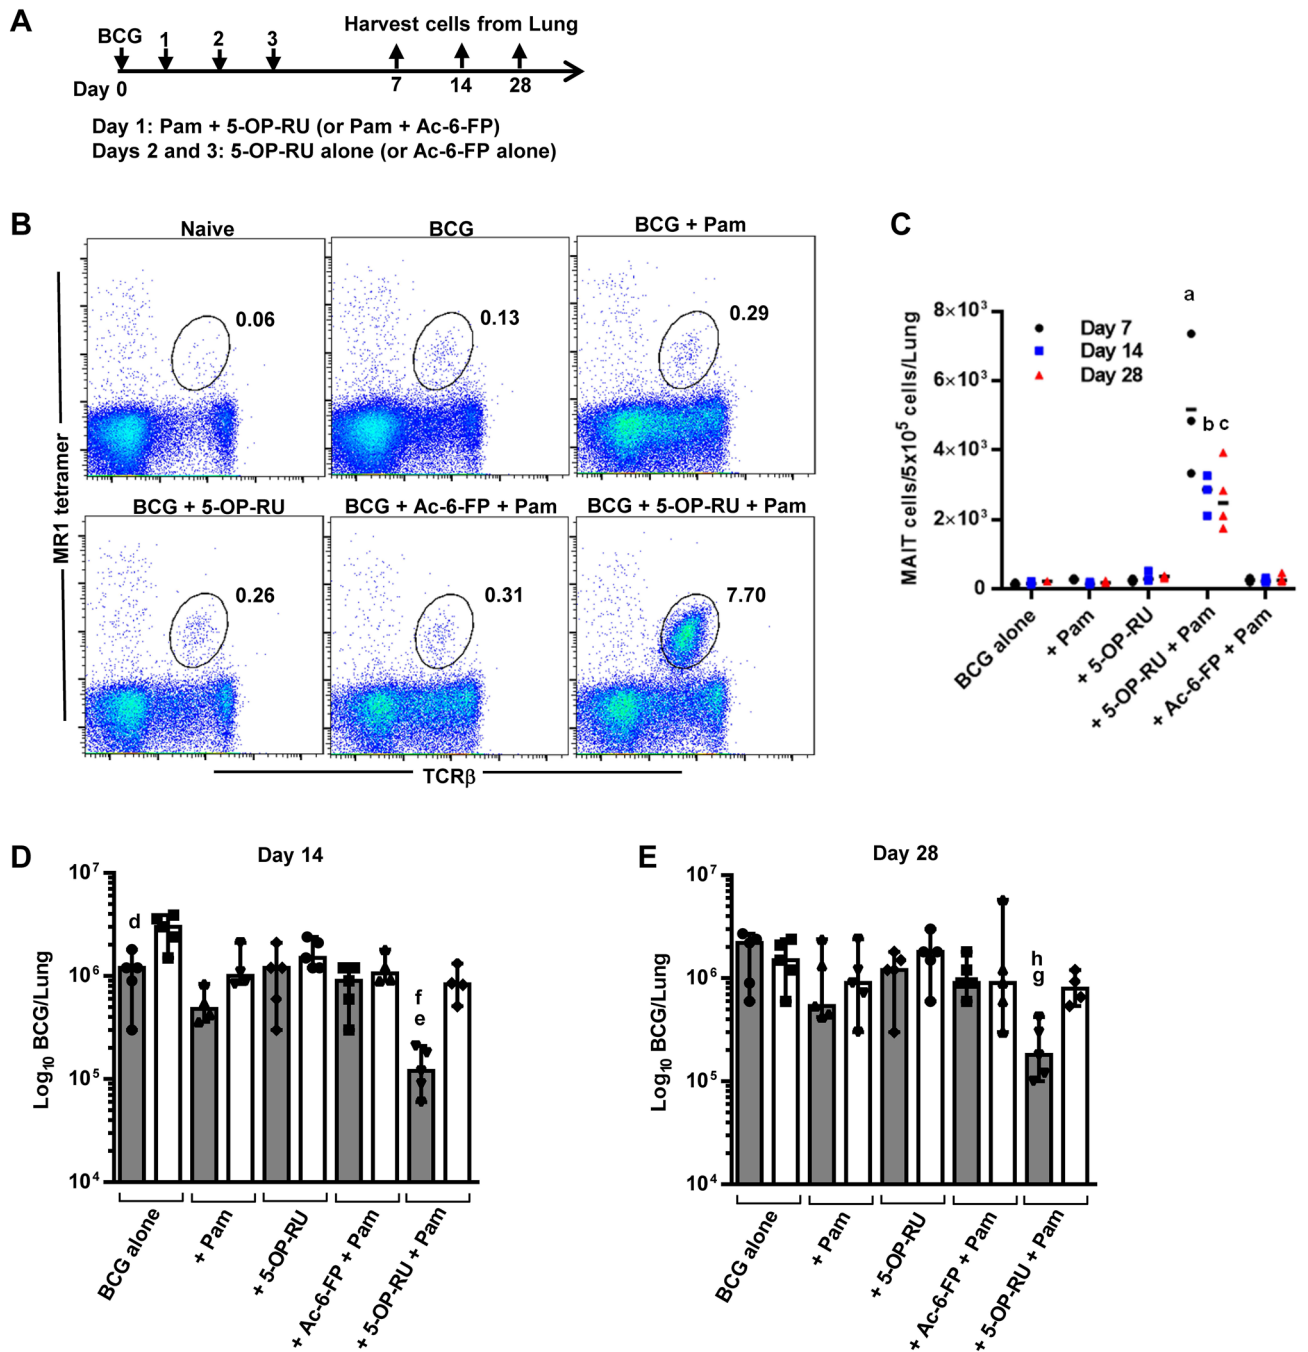 A
BCG 1 2 3 Harvest cells from Lung
Day 0 7 14 28
Day 1: Pam + 5-OP-RU (or Pam + Ac-6-FP)
Days 2 and 3: 5-OP-RU alone (or Ac-6-FP alone)
B
Naive BCG BCG + Pam
0.06 0.13 0.29
BCG + 5-OP-RU BCG + Ac-6-FP + Pam BCG + 5-OP-RU + Pam
0.26 0.31 7.70
MR1 tetramer
TCRβ
C
MAIT cells/5x10⁵ cells/Lung
8×10³
6×10³
4×10³
2×10³
0
Day 7
Day 14
Day 28
a
b c
BCG alone
+ Pam
+ 5-OP-RU
+ 5-OP-RU + Pam
+ Ac-6-FP + Pam
D
Day 14
Log₁₀ BCG/Lung
10⁷
10⁶
10⁵
10⁴
d
f
e
BCG alone
+ Pam
+ 5-OP-RU
+ Ac-6-FP + Pam
+ 5-OP-RU + Pam
E
Day 28
Log₁₀ BCG/Lung
10⁷
10⁶
10⁵
10⁴
h
g
BCG alone
+ Pam
+ 5-OP-RU
+ Ac-6-FP + Pam
+ 5-OP-RU + Pam